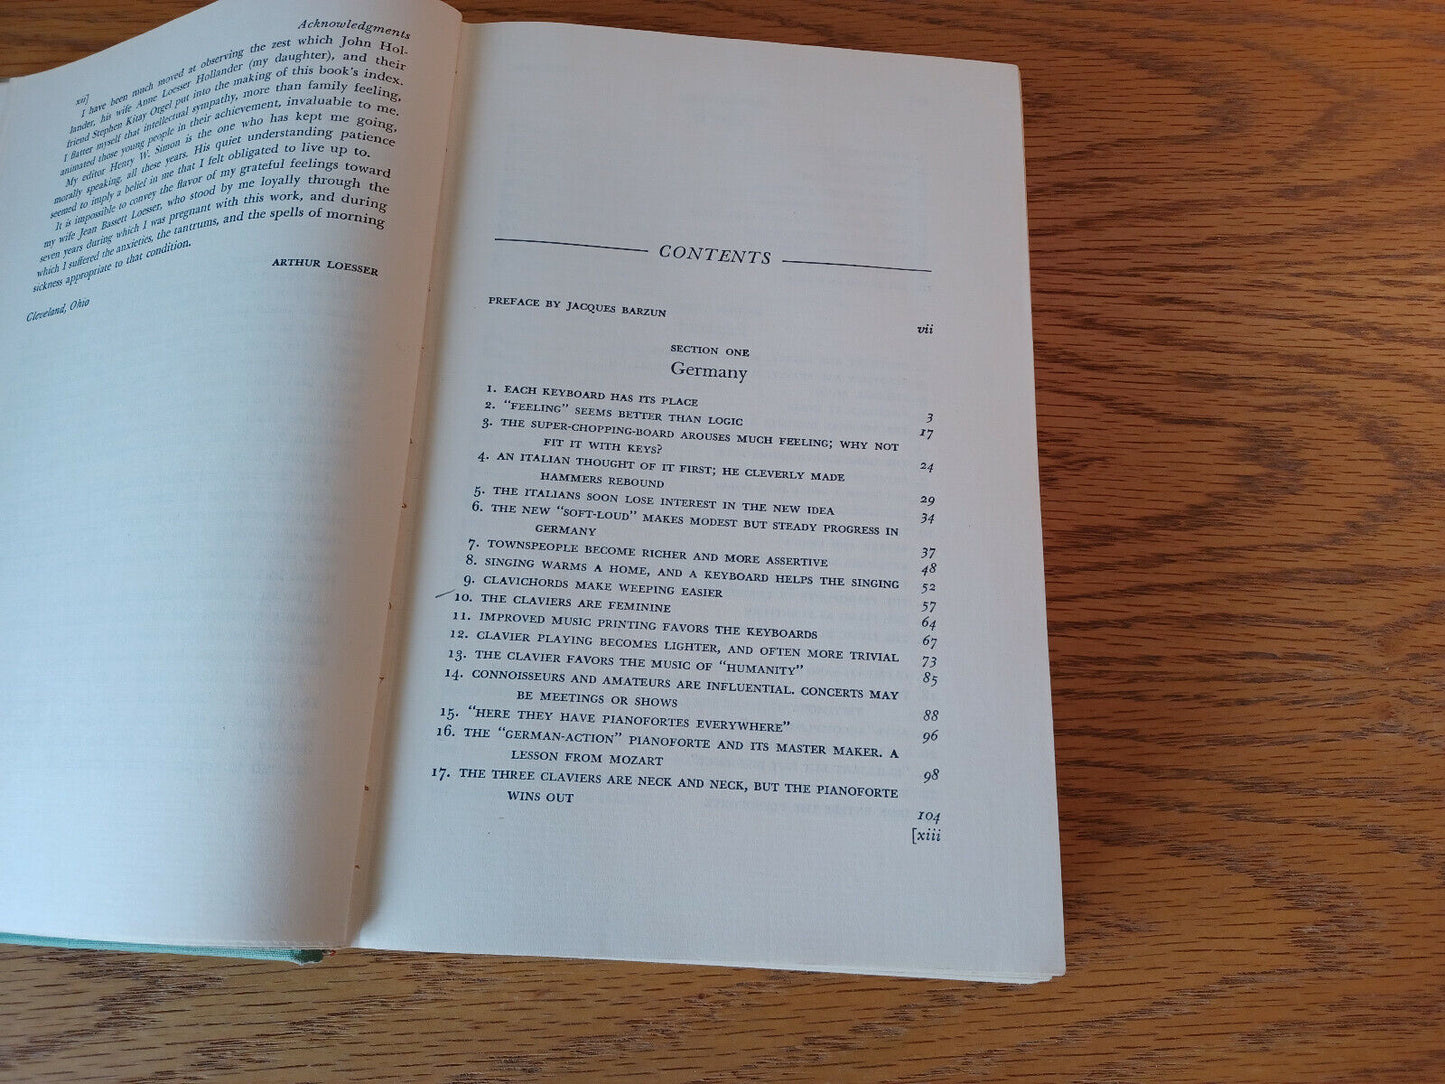 xii]
Acknowledgments
I have been much moved at observing the zest which John Hol-
lander, his wife Anne Loesser Hollander (my daughter), and their
friend Stephen Kitay Orgel put into the making of this book's index.
I flatter myself that intellectual sympathy, more than family feeling,
animated those young people in their achievement, invaluable to me.
My editor Henry W. Simon is the one who has kept me going,
morally speaking, all these years. His quiet understanding patience
seemed to imply a belief in me that I felt obligated to live up to.
It is impossible to convey the flavor of my grateful feelings toward
my wife Jean Bassett Loesser, who stood by me loyally through the
seven years during which I was pregnant with this work, and during
which I suffered the anxieties, the tantrums, and the spells of morning
sickness appropriate to that condition.
ARTHUR LOESSER
Cleveland, Ohio
CONTENTS
PREFACE BY JACQUES BARZUN vii
SECTION ONE
Germany
1. EACH KEYBOARD HAS ITS PLACE 3
2. "FEELING" SEEMS BETTER THAN LOGIC 17
3. THE SUPER-CHOPPING-BOARD AROUSES MUCH FEELING; WHY NOT
FIT IT WITH KEYS? 24
4. AN ITALIAN THOUGHT OF IT FIRST; HE CLEVERLY MADE
HAMMERS REBOUND 29
5. THE ITALIANS SOON LOSE INTEREST IN THE NEW IDEA 34
6. THE NEW "SOFT-LOUD" MAKES MODEST BUT STEADY PROGRESS IN
GERMANY 37
7. TOWNSPEOPLE BECOME RICHER AND MORE ASSERTIVE 48
8. SINGING WARMS A HOME, AND A KEYBOARD HELPS THE SINGING 52
9. CLAVICHORDS MAKE WEEPING EASIER 57
10. THE CLAVIERS ARE FEMININE 64
11. IMPROVED MUSIC PRINTING FAVORS THE KEYBOARDS 67
12. CLAVIER PLAYING BECOMES LIGHTER, AND OFTEN MORE TRIVIAL 73
13. THE CLAVIER FAVORS THE MUSIC OF "HUMANITY" 85
14. CONNOISSEURS AND AMATEURS ARE INFLUENTIAL. CONCERTS MAY
BE MEETINGS OR SHOWS 88
15. "HERE THEY HAVE PIANOFORTES EVERYWHERE" 96
16. THE "GERMAN-ACTION" PIANOFORTE AND ITS MASTER MAKER. A
LESSON FROM MOZART 98
17. THE THREE CLAVIERS ARE NECK AND NECK, BUT THE PIANOFORTE
WINS OUT 104
[xiii